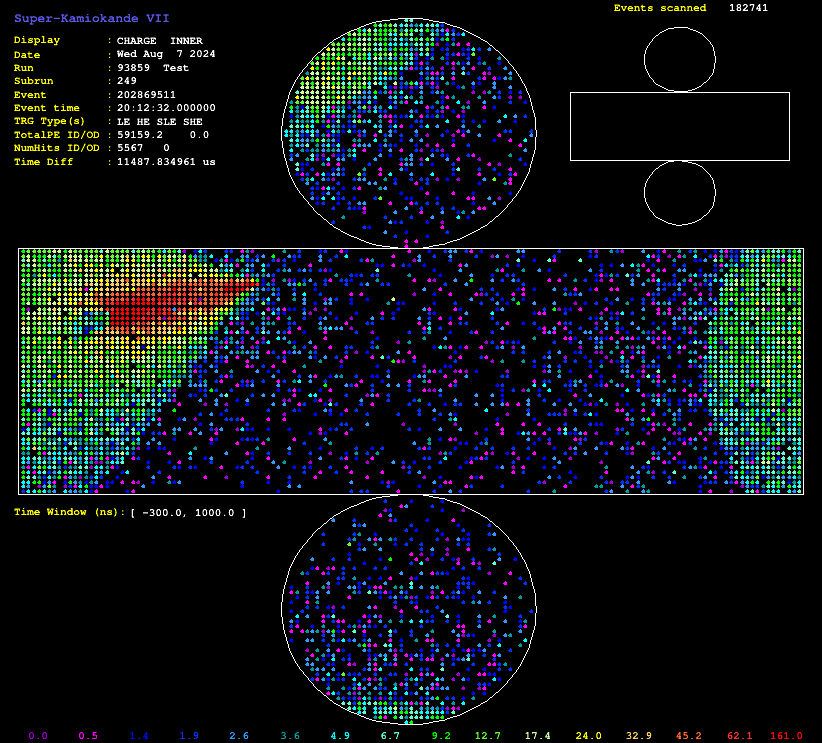 Super-Kamiokande VII
Events scanned 182741
Display : CHARGE INNER
Date : Wed Aug 7 2024
Run : 93859 Test
Subrun : 249
Event : 202869511
Event time : 20:12:32.000000
TRG Type(s) : LE HE SLE SHE
TotalPE ID/OD : 59159.2 0.0
NumHits ID/OD : 5567 0
Time Diff : 11487.834961 us
Time Window (ns): [ -300.0, 1000.0 ]
0.0 0.5 1.4 1.9 2.6 3.6 4.9 6.7 9.2 12.7 17.4 24.0 32.9 45.2 62.1 161.0